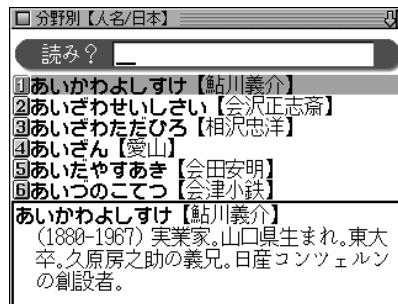 分野別【人名/日本】
読み?
1あいかわよしすけ【鮎川義介】
2あいざわせいしさい【会沢正志斎】
3あいざわただひろ【相沢忠洋】
4あいざん【愛山】
5あいだやすあき【会田安明】
6あいづのこてつ【会津小鉄】
あいかわよしすけ【鮎川義介】
(1880-1967) 実業家。山口県生まれ。東大
卒。久原房之助の義兄。日産コンツェルン
の創設者。